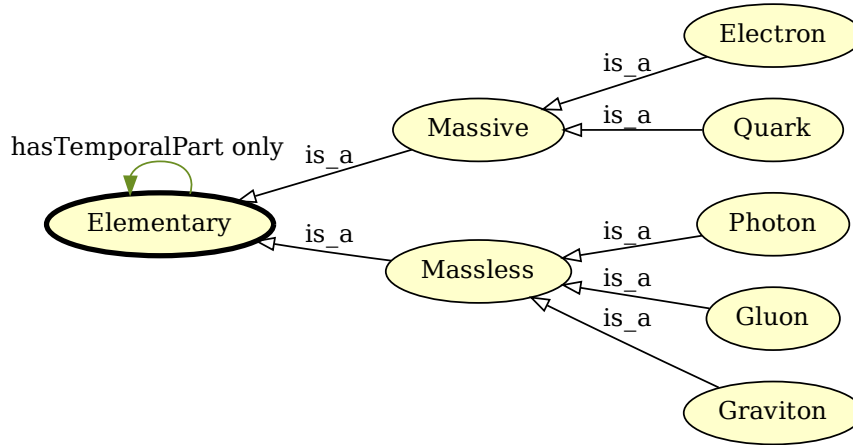 Electron
is_a
is_a
Massive
Quark
hasTemporalPart only
is_a
Elementary
is_a
Photon
is_a
Massless
is_a
Gluon
is_a
Graviton